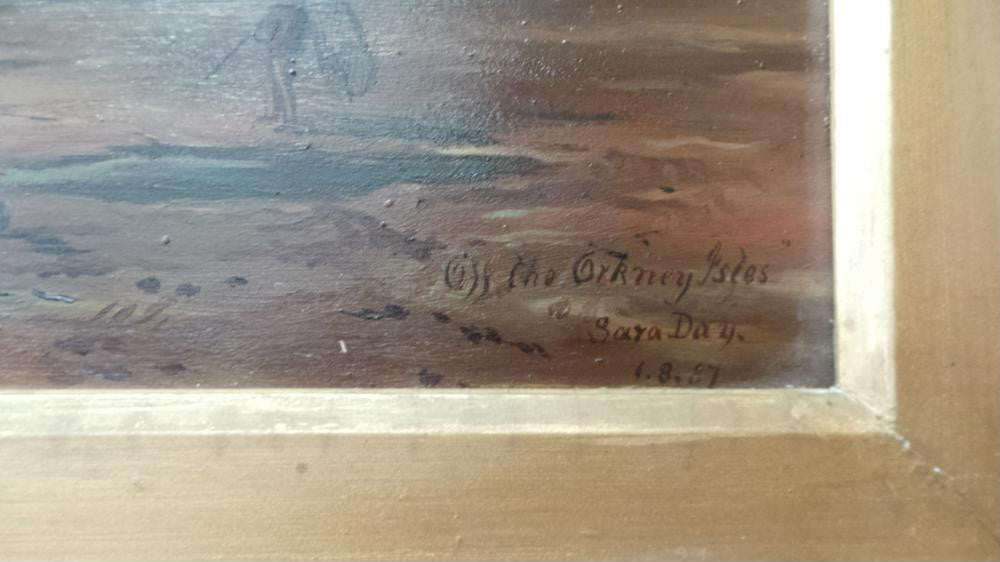 Off the Orkney Isles"
Sara Day.
1.8.87